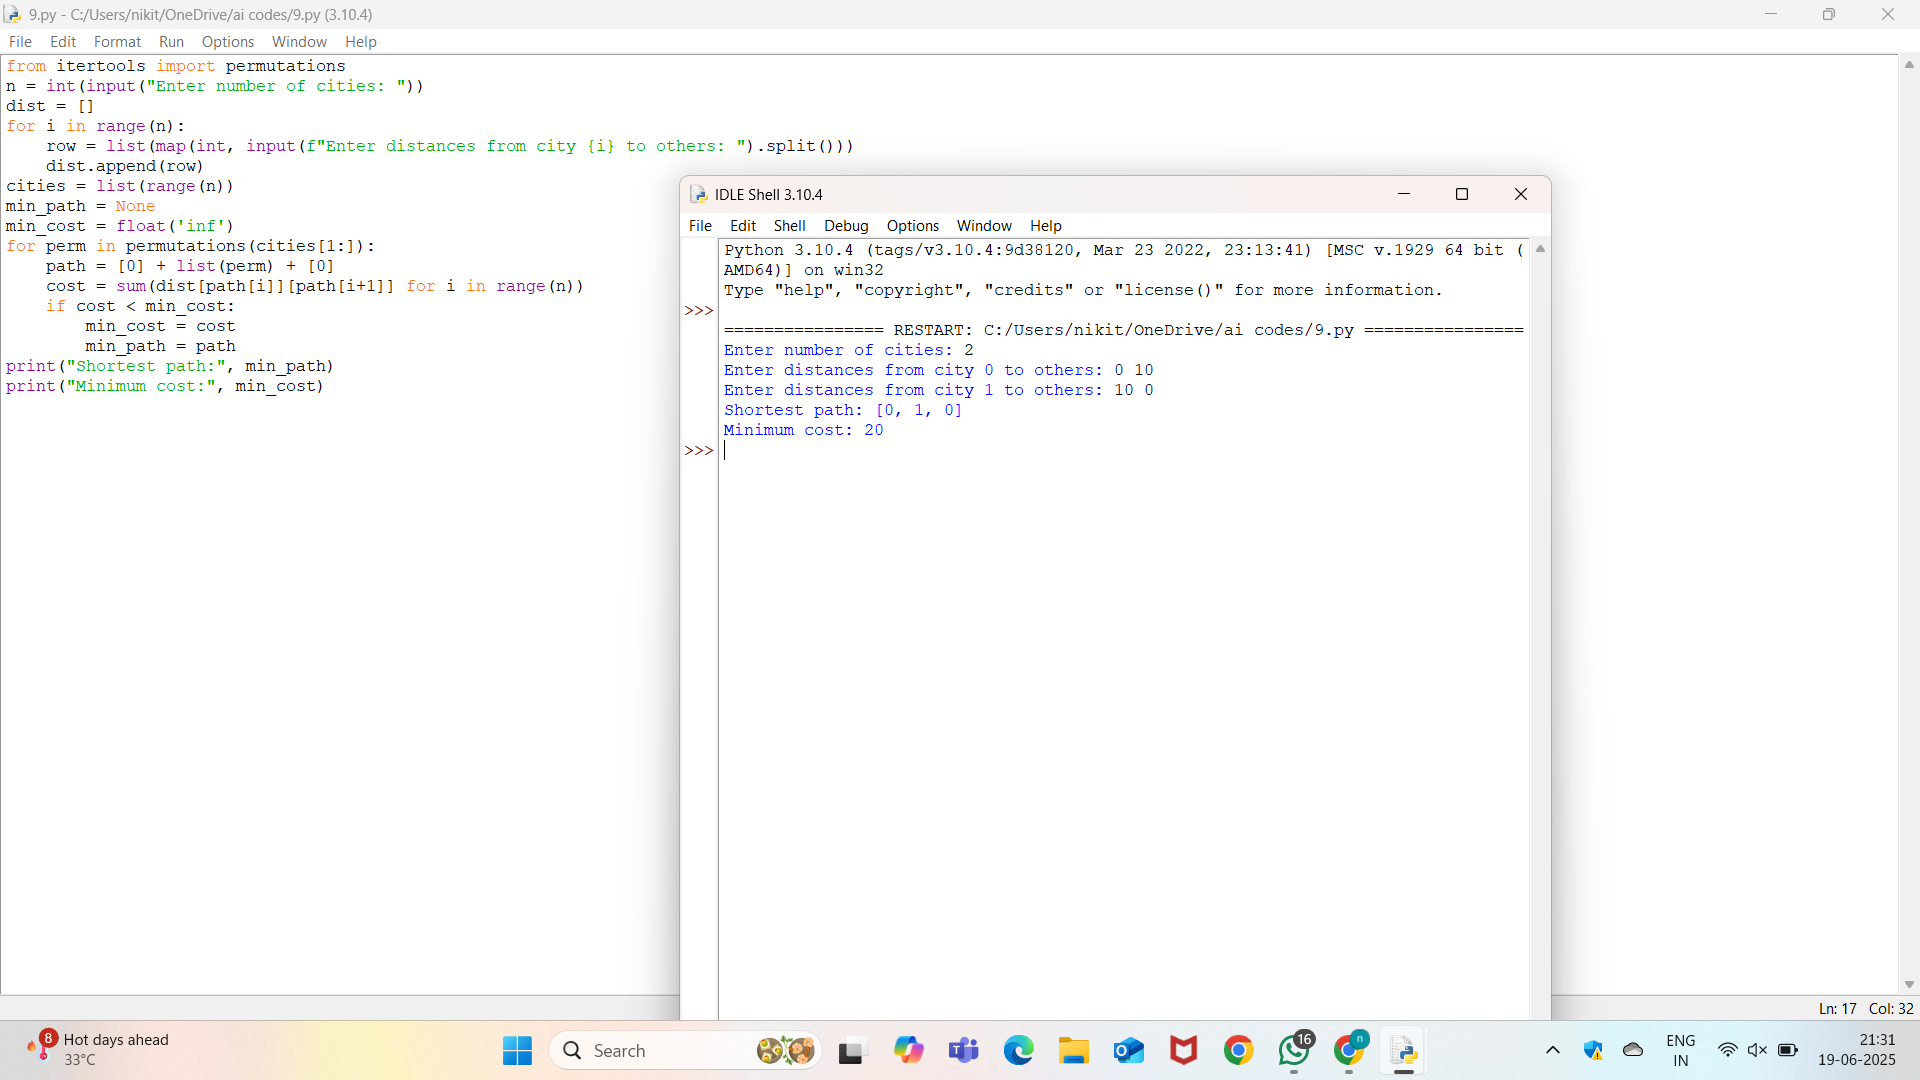 9.py - C:/Users/nikit/OneDrive/ai codes/9.py (3.10.4)
File Edit Format Run Options Window Help
from itertools import permutations
n = int(input("Enter number of cities: "))
dist = []
for i in range(n):
    row = list(map(int, input(f"Enter distances from city {i} to others: ").split()))
    dist.append(row)
cities = list(range(n))
min_path = None
min_cost = float('inf')
for perm in permutations(cities[1:]):
    path = [0] + list(perm) + [0]
    cost = sum(dist[path[i]][path[i+1]] for i in range(n))
    if cost < min_cost:
        min_cost = cost
        min_path = path
print("Shortest path:", min_path)
print("Minimum cost:", min_cost)
IDLE Shell 3.10.4
File Edit Shell Debug Options Window Help
Python 3.10.4 (tags/v3.10.4:9d38120, Mar 23 2022, 23:13:41) [MSC v.1929 64 bit (
AMD64)] on win32
Type "help", "copyright", "credits" or "license()" for more information.
>>>
================ RESTART: C:/Users/nikit/OneDrive/ai codes/9.py ================
Enter number of cities: 2
Enter distances from city 0 to others: 0 10
Enter distances from city 1 to others: 10 0
Shortest path: [0, 1, 0]
Minimum cost: 20
>>>
Ln: 17 Col: 32
8
Hot days ahead
33°C
Search
16
n
ENG
IN
21:31
19-06-2025